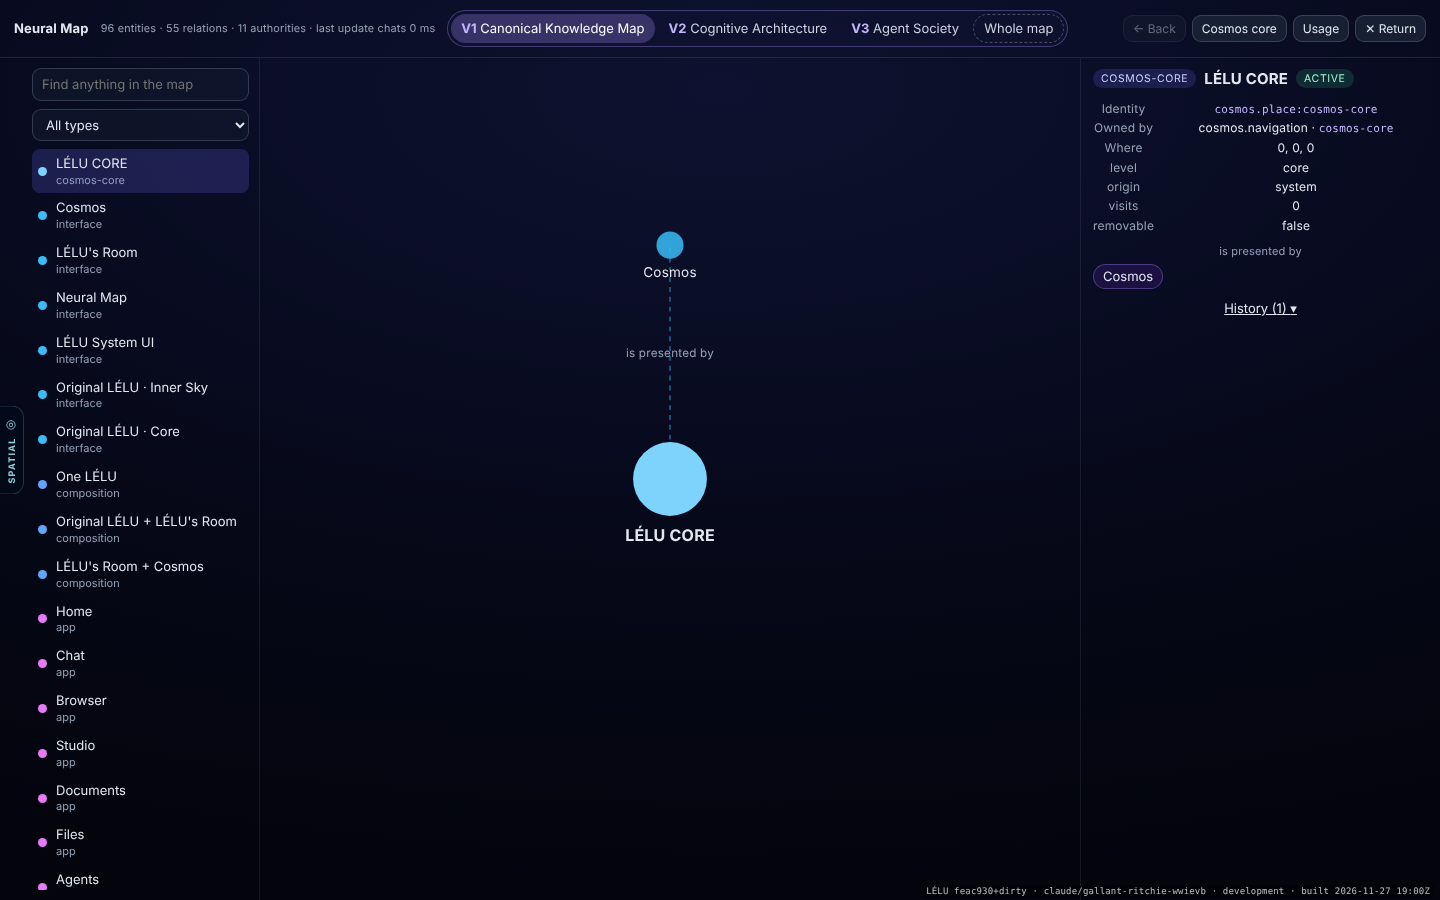 Neural Map
96 entities · 55 relations · 11 authorities · last update chats 0 ms
V1 Canonical Knowledge Map
V2 Cognitive Architecture
V3 Agent Society
Whole map
← Back
Cosmos core
Usage
✕ Return
Find anything in the map
All types
LÉLU CORE
cosmos-core
Cosmos
interface
LÉLU's Room
interface
Neural Map
interface
LÉLU System UI
interface
Original LÉLU · Inner Sky
interface
Original LÉLU · Core
interface
One LÉLU
composition
Original LÉLU + LÉLU's Room
composition
LÉLU's Room + Cosmos
composition
Home
app
Chat
app
Browser
app
Studio
app
Documents
app
Files
app
Agents
SPATIAL ◎
Cosmos
is presented by
LÉLU CORE
COSMOS-CORE LÉLU CORE ACTIVE
Identity cosmos.place:cosmos-core
Owned by cosmos.navigation · cosmos-core
Where 0, 0, 0
level core
origin system
visits 0
removable false
is presented by
Cosmos
History (1) ▾
LÉLU feac930+dirty · claude/gallant-ritchie-wwievb · development · built 2026-11-27 19:00Z